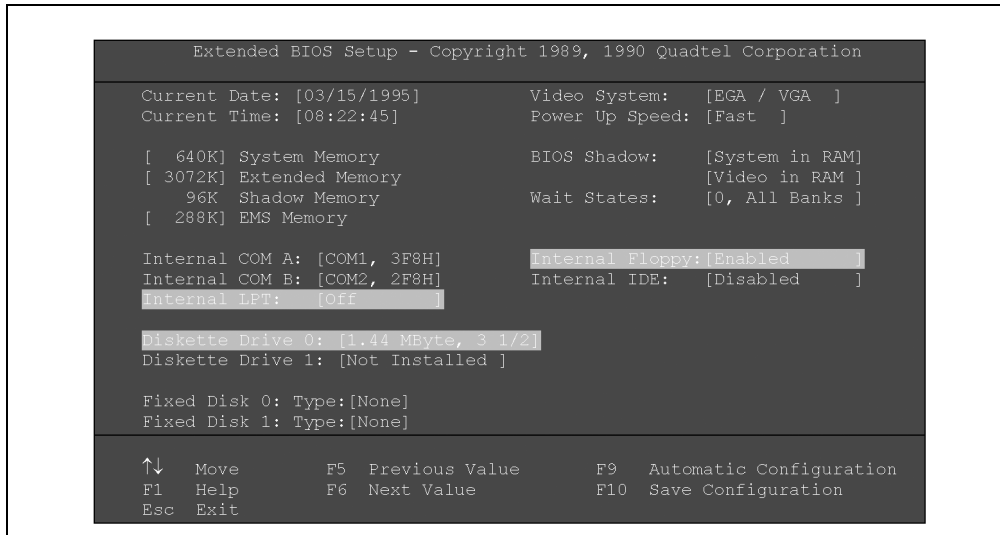 Extended BIOS Setup - Copyright 1989, 1990 Quadtel Corporation
Current Date: [03/15/1995]    Video System:   [EGA / VGA  ]
Current Time: [08:22:45]    Power Up Speed: [Fast  ]
[  640K] System Memory    BIOS Shadow:    [System in RAM]
[ 3072K] Extended Memory    [Video in RAM ]
96K  Shadow Memory    Wait States:    [0, All Banks ]
[  288K] EMS Memory
Internal COM A: [COM1, 3F8H]    Internal Floppy:[Enabled      ]
Internal COM B: [COM2, 2F8H]    Internal IDE:   [Disabled     ]
Internal LPT:   [Off       ]
Diskette Drive 0: [1.44 MByte, 3 1/2]
Diskette Drive 1: [Not Installed ]
Fixed Disk 0: Type:[None]
Fixed Disk 1: Type:[None]
↑↓   Move    F5  Previous Value    F9   Automatic Configuration
F1   Help    F6  Next Value    F10  Save Configuration
Esc  Exit